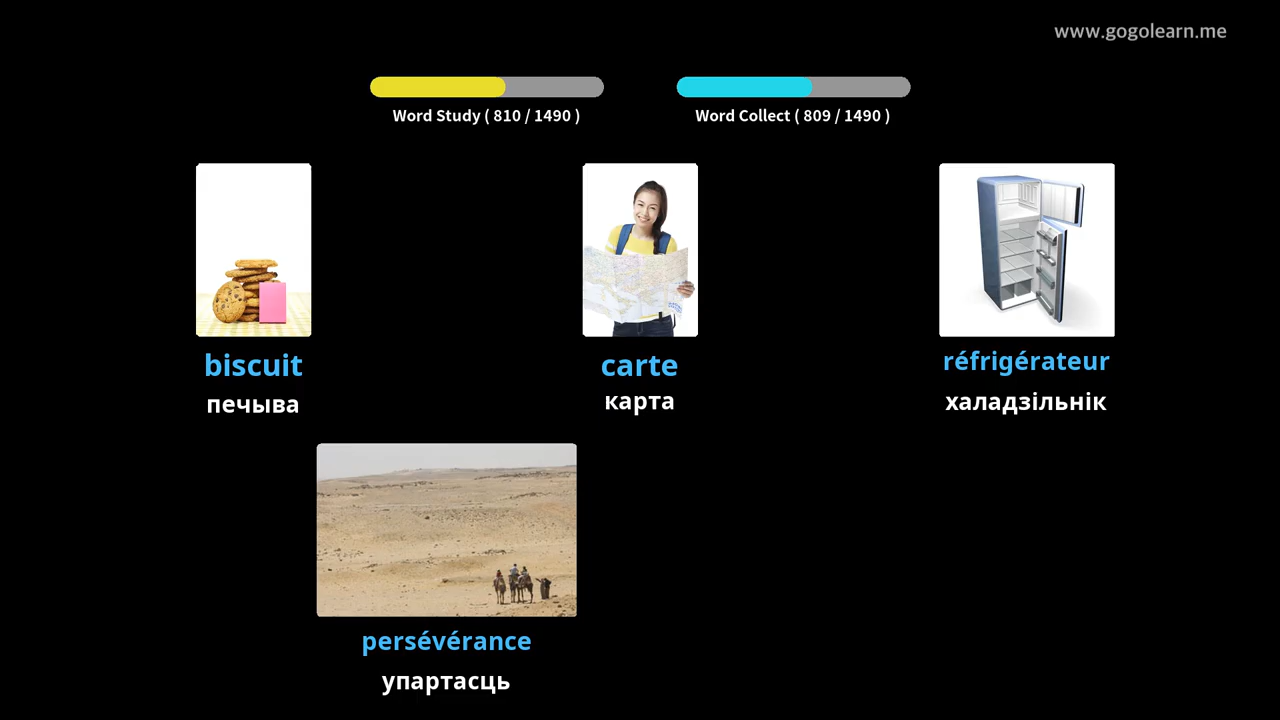 www.gogolearn.me
Word Study ( 810 / 1490 )
Word Collect ( 809 / 1490 )
biscuit
печыва
carte
карта
réfrigérateur
халадзільнік
persévérance
упартасць